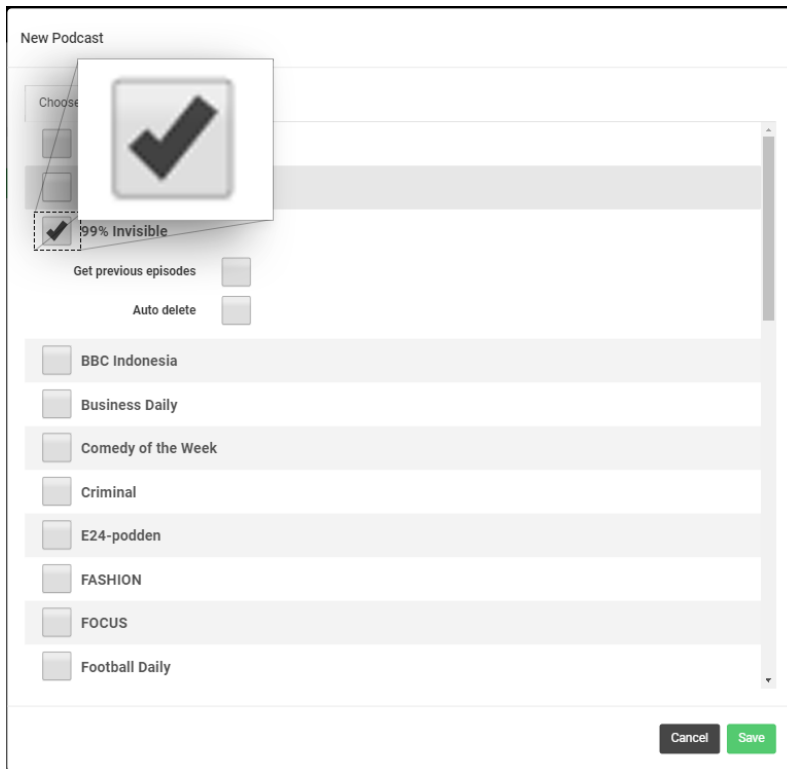 New Podcast
Choose
99% Invisible
Get previous episodes
Auto delete
BBC Indonesia
Business Daily
Comedy of the Week
Criminal
E24-podden
FASHION
FOCUS
Football Daily
Cancel Save